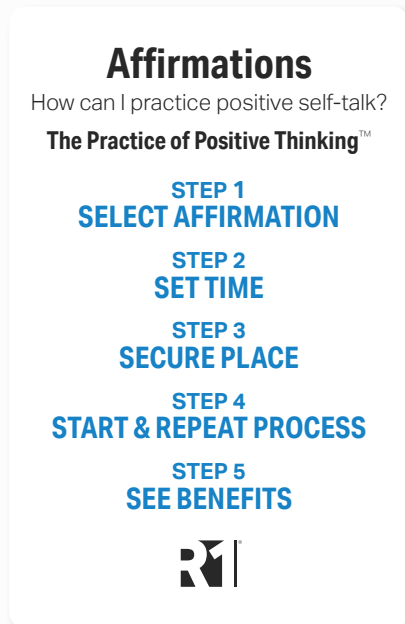 Affirmations
How can I practice positive self-talk?
The Practice of Positive Thinking™
STEP 1
SELECT AFFIRMATION
STEP 2
SET TIME
STEP 3
SECURE PLACE
STEP 4
START & REPEAT PROCESS
STEP 5
SEE BENEFITS
R1®